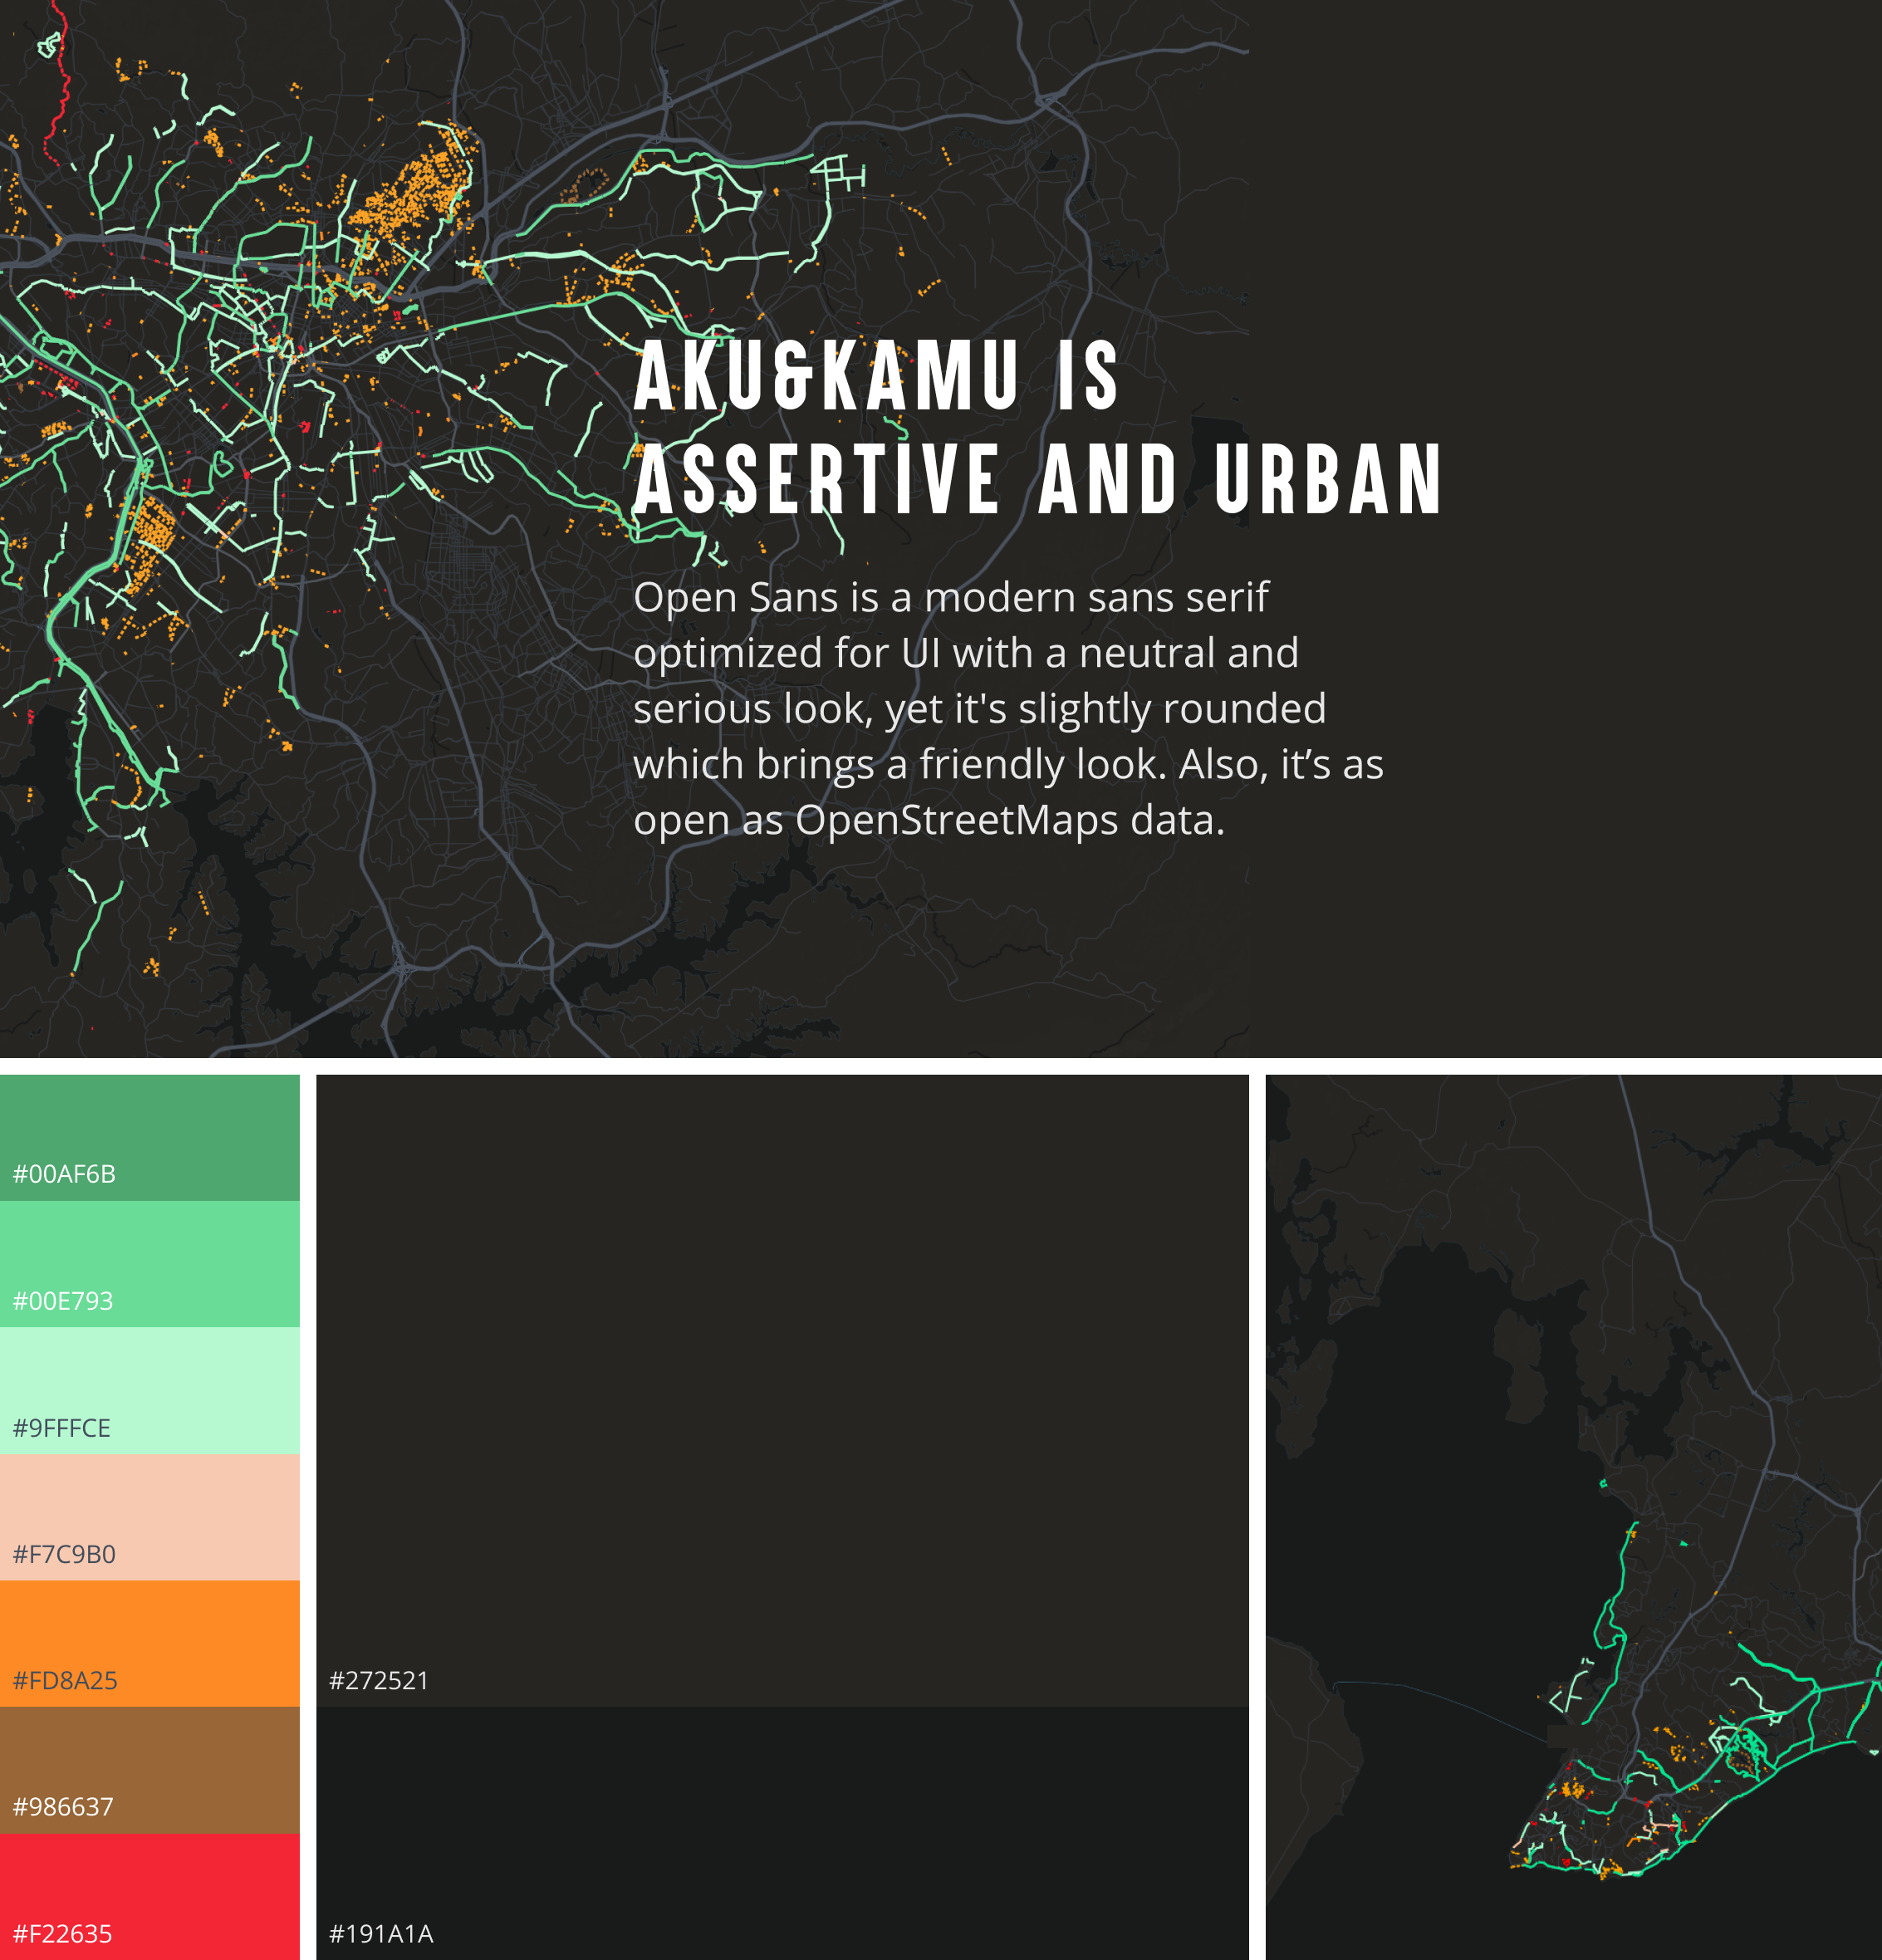 AKU&KAMU IS
ASSERTIVE AND URBAN
Open Sans is a modern sans serif
optimized for UI with a neutral and
serious look, yet it's slightly rounded
which brings a friendly look. Also, it’s as
open as OpenStreetMaps data.
#00AF6B
#00E793
#9FFFCE
#F7C9B0
#FD8A25
#986637
#F22635
#272521
#191A1A